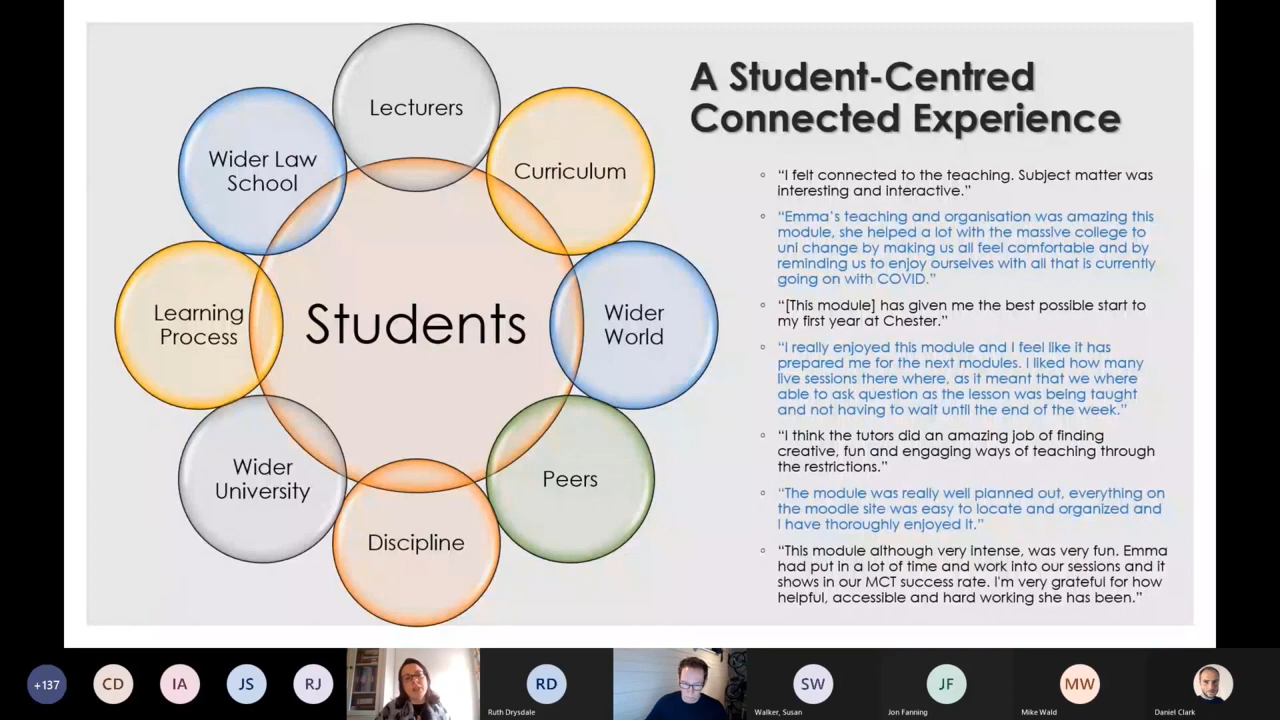 A Student-Centred
Connected Experience
Lecturers
Curriculum
Wider Law
School
Learning
Process
Students
Wider
World
Wider
University
Peers
Discipline
“I felt connected to the teaching. Subject matter was
interesting and interactive.”
“Emma’s teaching and organisation was amazing this
module, she helped a lot with the massive college to
uni change by making us all feel comfortable and by
reminding us to enjoy ourselves with all that is currently
going on with COVID.”
“[This module] has given me the best possible start to
my first year at Chester.”
“I really enjoyed this module and I feel like it has
prepared me for the next modules. I liked how many
live sessions there where, as it meant that we where
able to ask question as the lesson was being taught
and not having to wait until the end of the week.”
“I think the tutors did an amazing job of finding
creative, fun and engaging ways of teaching through
the restrictions.”
“The module was really well planned out, everything on
the moodle site was easy to locate and organized and
I have thoroughly enjoyed it.”
“This module although very intense, was very fun. Emma
had put in a lot of time and work into our sessions and it
shows in our MCT success rate. I'm very grateful for how
helpful, accessible and hard working she has been.”
+137
CD
IA
JS
RJ
RD
Ruth Drysdale
SW
Walker, Susan
JF
Jon Fanning
MW
Mike Wald
Daniel Clark